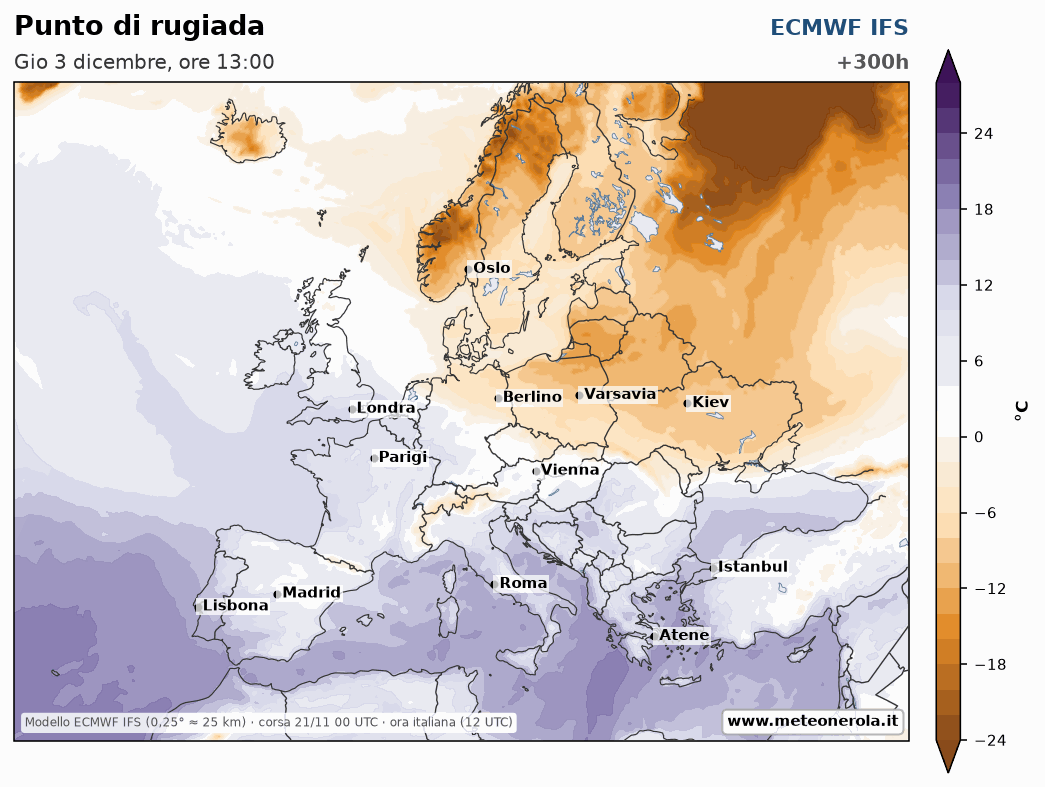 Punto di rugiada
ECMWF IFS
Gio 3 dicembre, ore 13:00
+300h
24
18
12
6
0
−6
−12
−18
−24
°C
Oslo
Londra
Berlino
Varsavia
Kiev
Parigi
Vienna
Lisbona
Madrid
Roma
Istanbul
Atene
Modello ECMWF IFS (0,25° ≈ 25 km) · corsa 21/11 00 UTC · ora italiana (12 UTC)
www.meteonerola.it